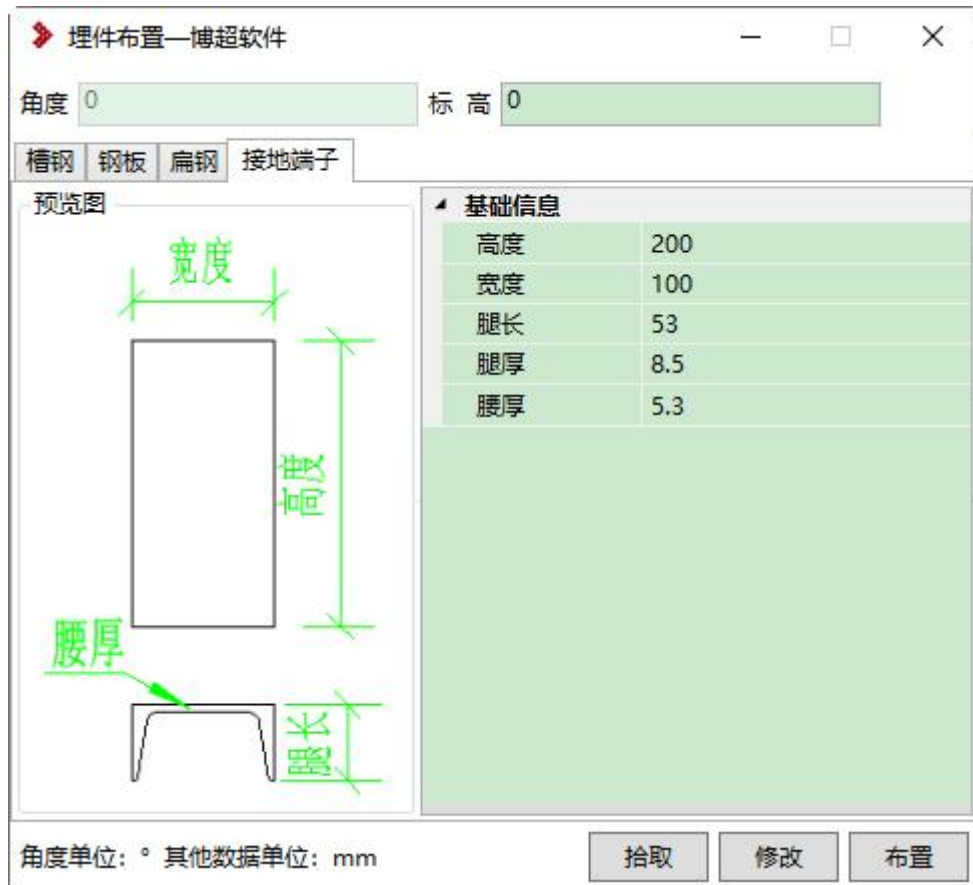 埋件布置—博超软件
角度 0 标 高 0
槽钢 钢板 扁钢 接地端子
预览图
基础信息
高度 200
宽度 100
腿长 53
腿厚 8.5
腰厚 5.3
宽度
高度
腰厚
腿长
角度单位：° 其他数据单位：mm
拾取 修改 布置